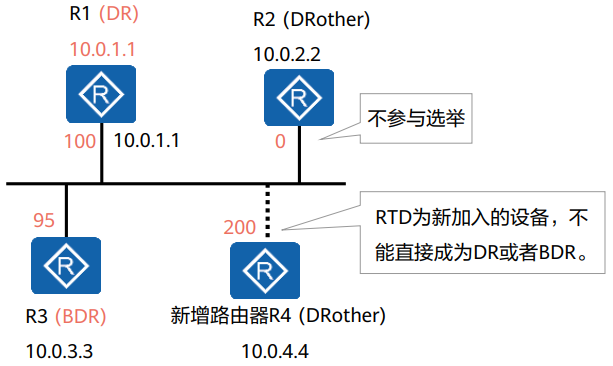 R1 (DR)
10.0.1.1
R
100
10.0.1.1
R2 (DRother)
10.0.2.2
R
0
不参与选举
95
R
R3 (BDR)
10.0.3.3
200
R
新增路由器R4 (DRother)
10.0.4.4
RTD为新加入的设备，不
能直接成为DR或者BDR。